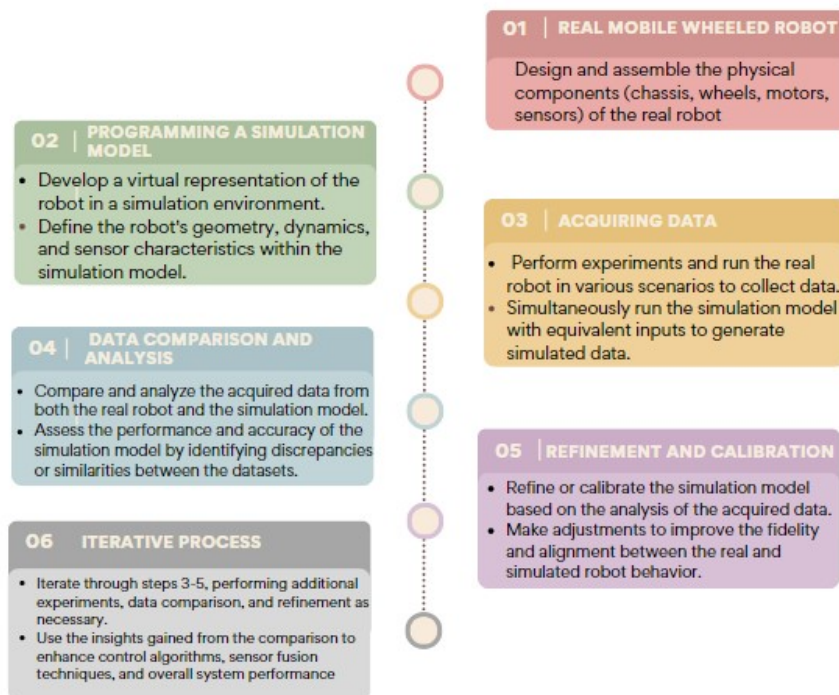 01 | REAL MOBILE WHEELED ROBOT
Design and assemble the physical
components (chassis, wheels, motors,
sensors) of the real robot
02 | PROGRAMMING A SIMULATION
MODEL
• Develop a virtual representation of the
robot in a simulation environment.
• Define the robot's geometry, dynamics,
and sensor characteristics within the
simulation model.
03 | ACQUIRING DATA
• Perform experiments and run the real
robot in various scenarios to collect data.
• Simultaneously run the simulation model
with equivalent inputs to generate
simulated data.
04 | DATA COMPARISON AND
ANALYSIS
• Compare and analyze the acquired data from
both the real robot and the simulation model.
• Assess the performance and accuracy of the
simulation model by identifying discrepancies
or similarities between the datasets.
05 | REFINEMENT AND CALIBRATION
• Refine or calibrate the simulation model
based on the analysis of the acquired data.
• Make adjustments to improve the fidelity
and alignment between the real and
simulated robot behavior.
06 ITERATIVE PROCESS
• Iterate through steps 3-5, performing additional
experiments, data comparison, and refinement as
necessary.
• Use the insights gained from the comparison to
enhance control algorithms, sensor fusion
techniques, and overall system performance